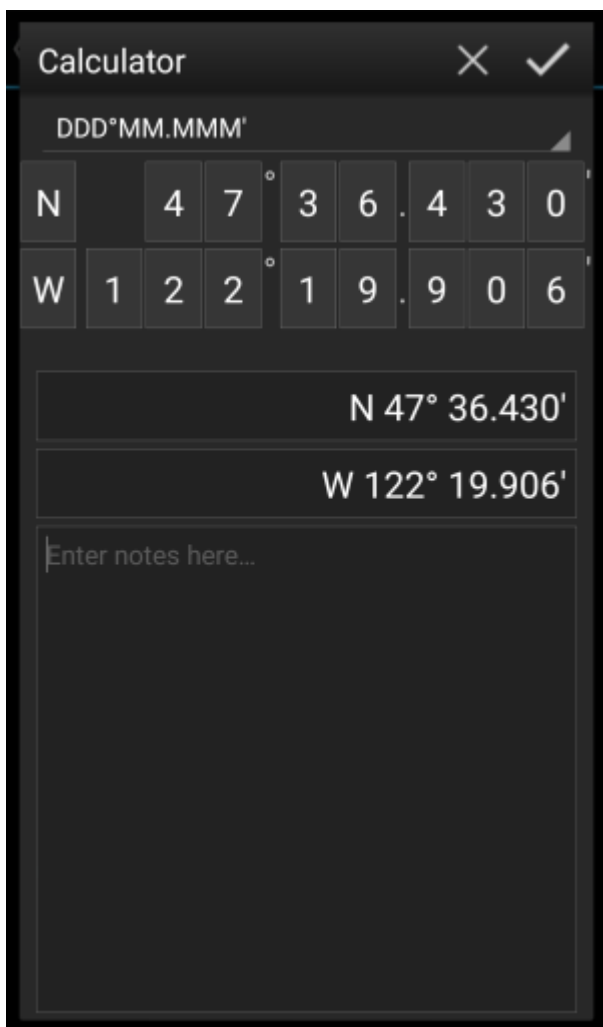 Calculator
DDD°MM.MMM'
N 4 7 ° 3 6 . 4 3 0 '
W 1 2 2 ° 1 9 . 9 0 6 '
N 47° 36.430'
W 122° 19.906'
Enter notes here...